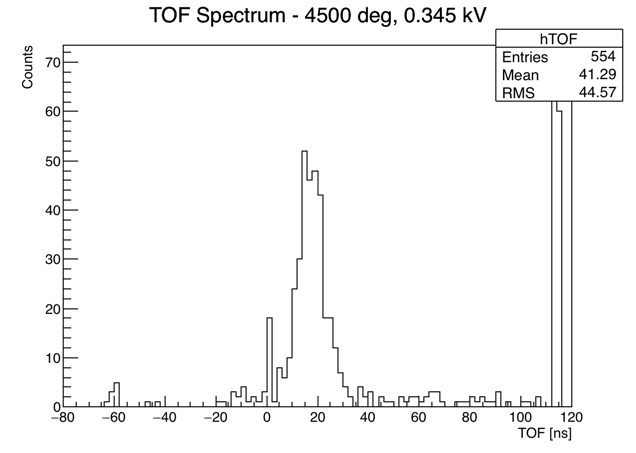 TOF Spectrum - 4500 deg, 0.345 kV
hTOF
Entries 554
Mean 41.29
RMS 44.57
Counts
70
60
50
40
30
20
10
0
−80 −60 −40 −20 0 20 40 60 80 100 120
TOF [ns]